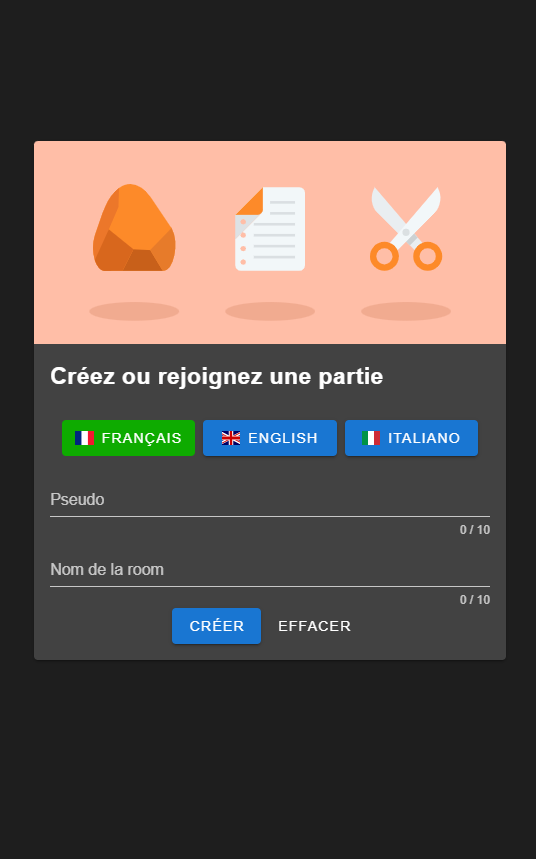 Créez ou rejoignez une partie
FRANÇAIS ENGLISH ITALIANO
Pseudo
0 / 10
Nom de la room
0 / 10
CRÉER EFFACER